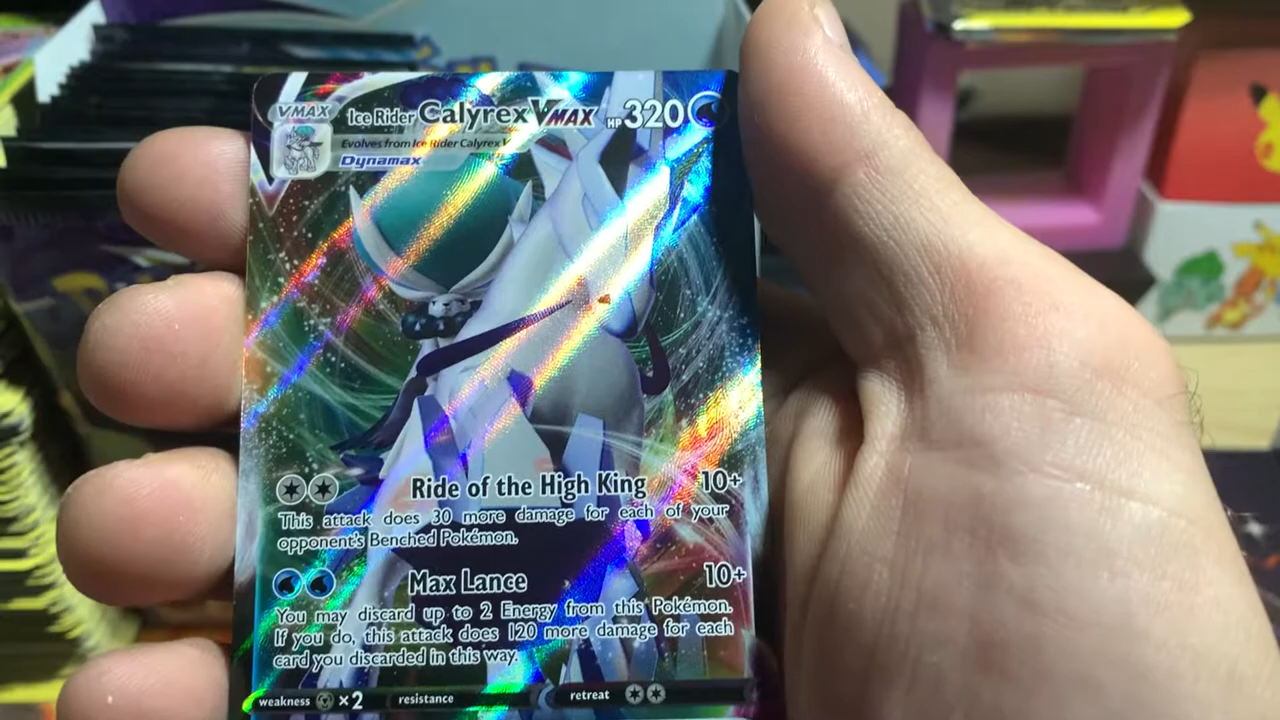 VMAX Ice Rider Calyrex VMAX HP 320
Evolves from Ice Rider Calyrex V
Dynamax
Ride of the High King 10+
This attack does 30 more damage for each of your
opponent's Benched Pokémon.
Max Lance 10+
You may discard up to 2 Energy from this Pokémon.
If you do, this attack does 120 more damage for each
card you discarded in this way.
weakness ×2 resistance retreat